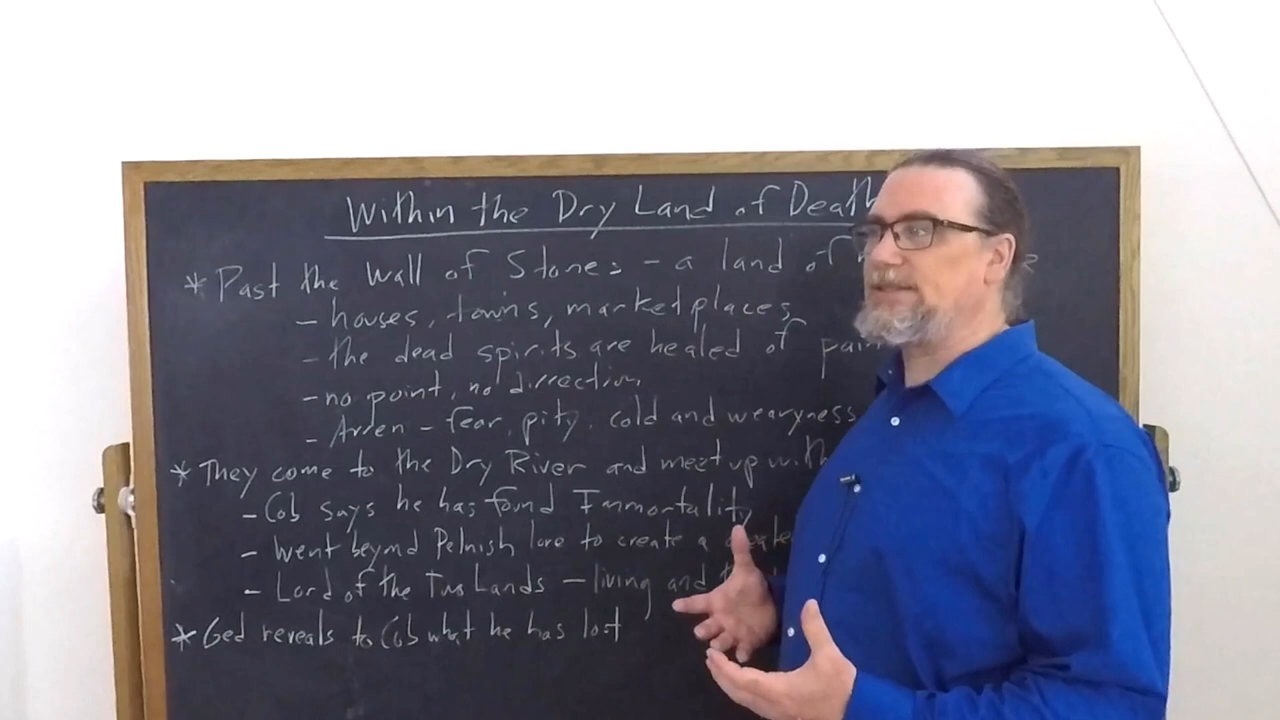 Within the Dry Land of Death
* Past the Wall of Stones - a land of
- houses, towns, marketplaces
- the dead spirits are healed of pain
- no point, no direction
- Arren - fear, pity, cold and wearyness
* They come to the Dry River and meet up with
- Cob says he has found Immortality
- Went beyond Pelnish lore to create a
- Lord of the Two Lands - living and
* Ged reveals to Cob what he has lost